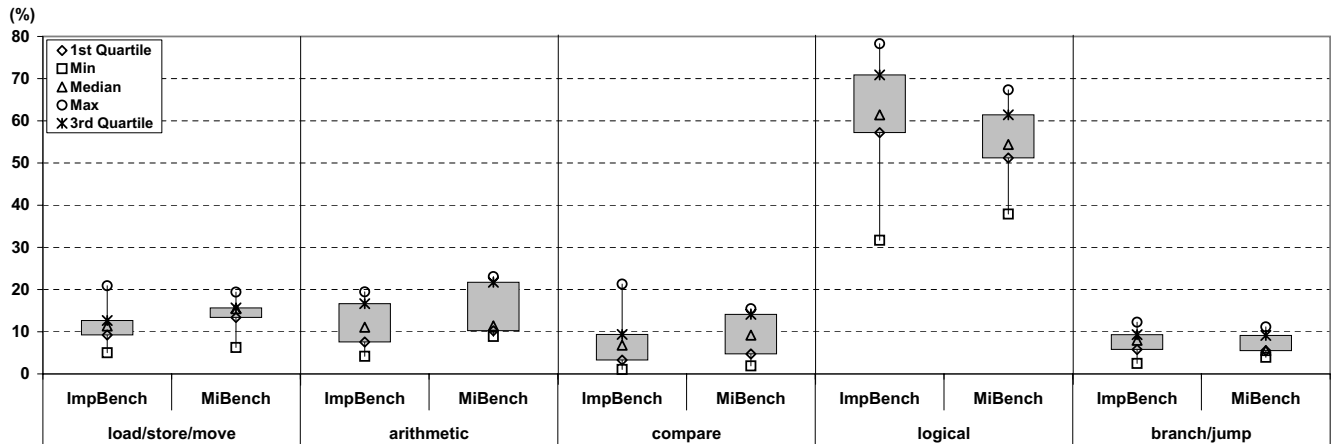 (%)
80
70
60
50
40
30
20
10
0
1st Quartile
Min
Median
Max
3rd Quartile
ImpBench MiBench ImpBench MiBench ImpBench MiBench ImpBench MiBench ImpBench MiBench
load/store/move arithmetic compare logical branch/jump